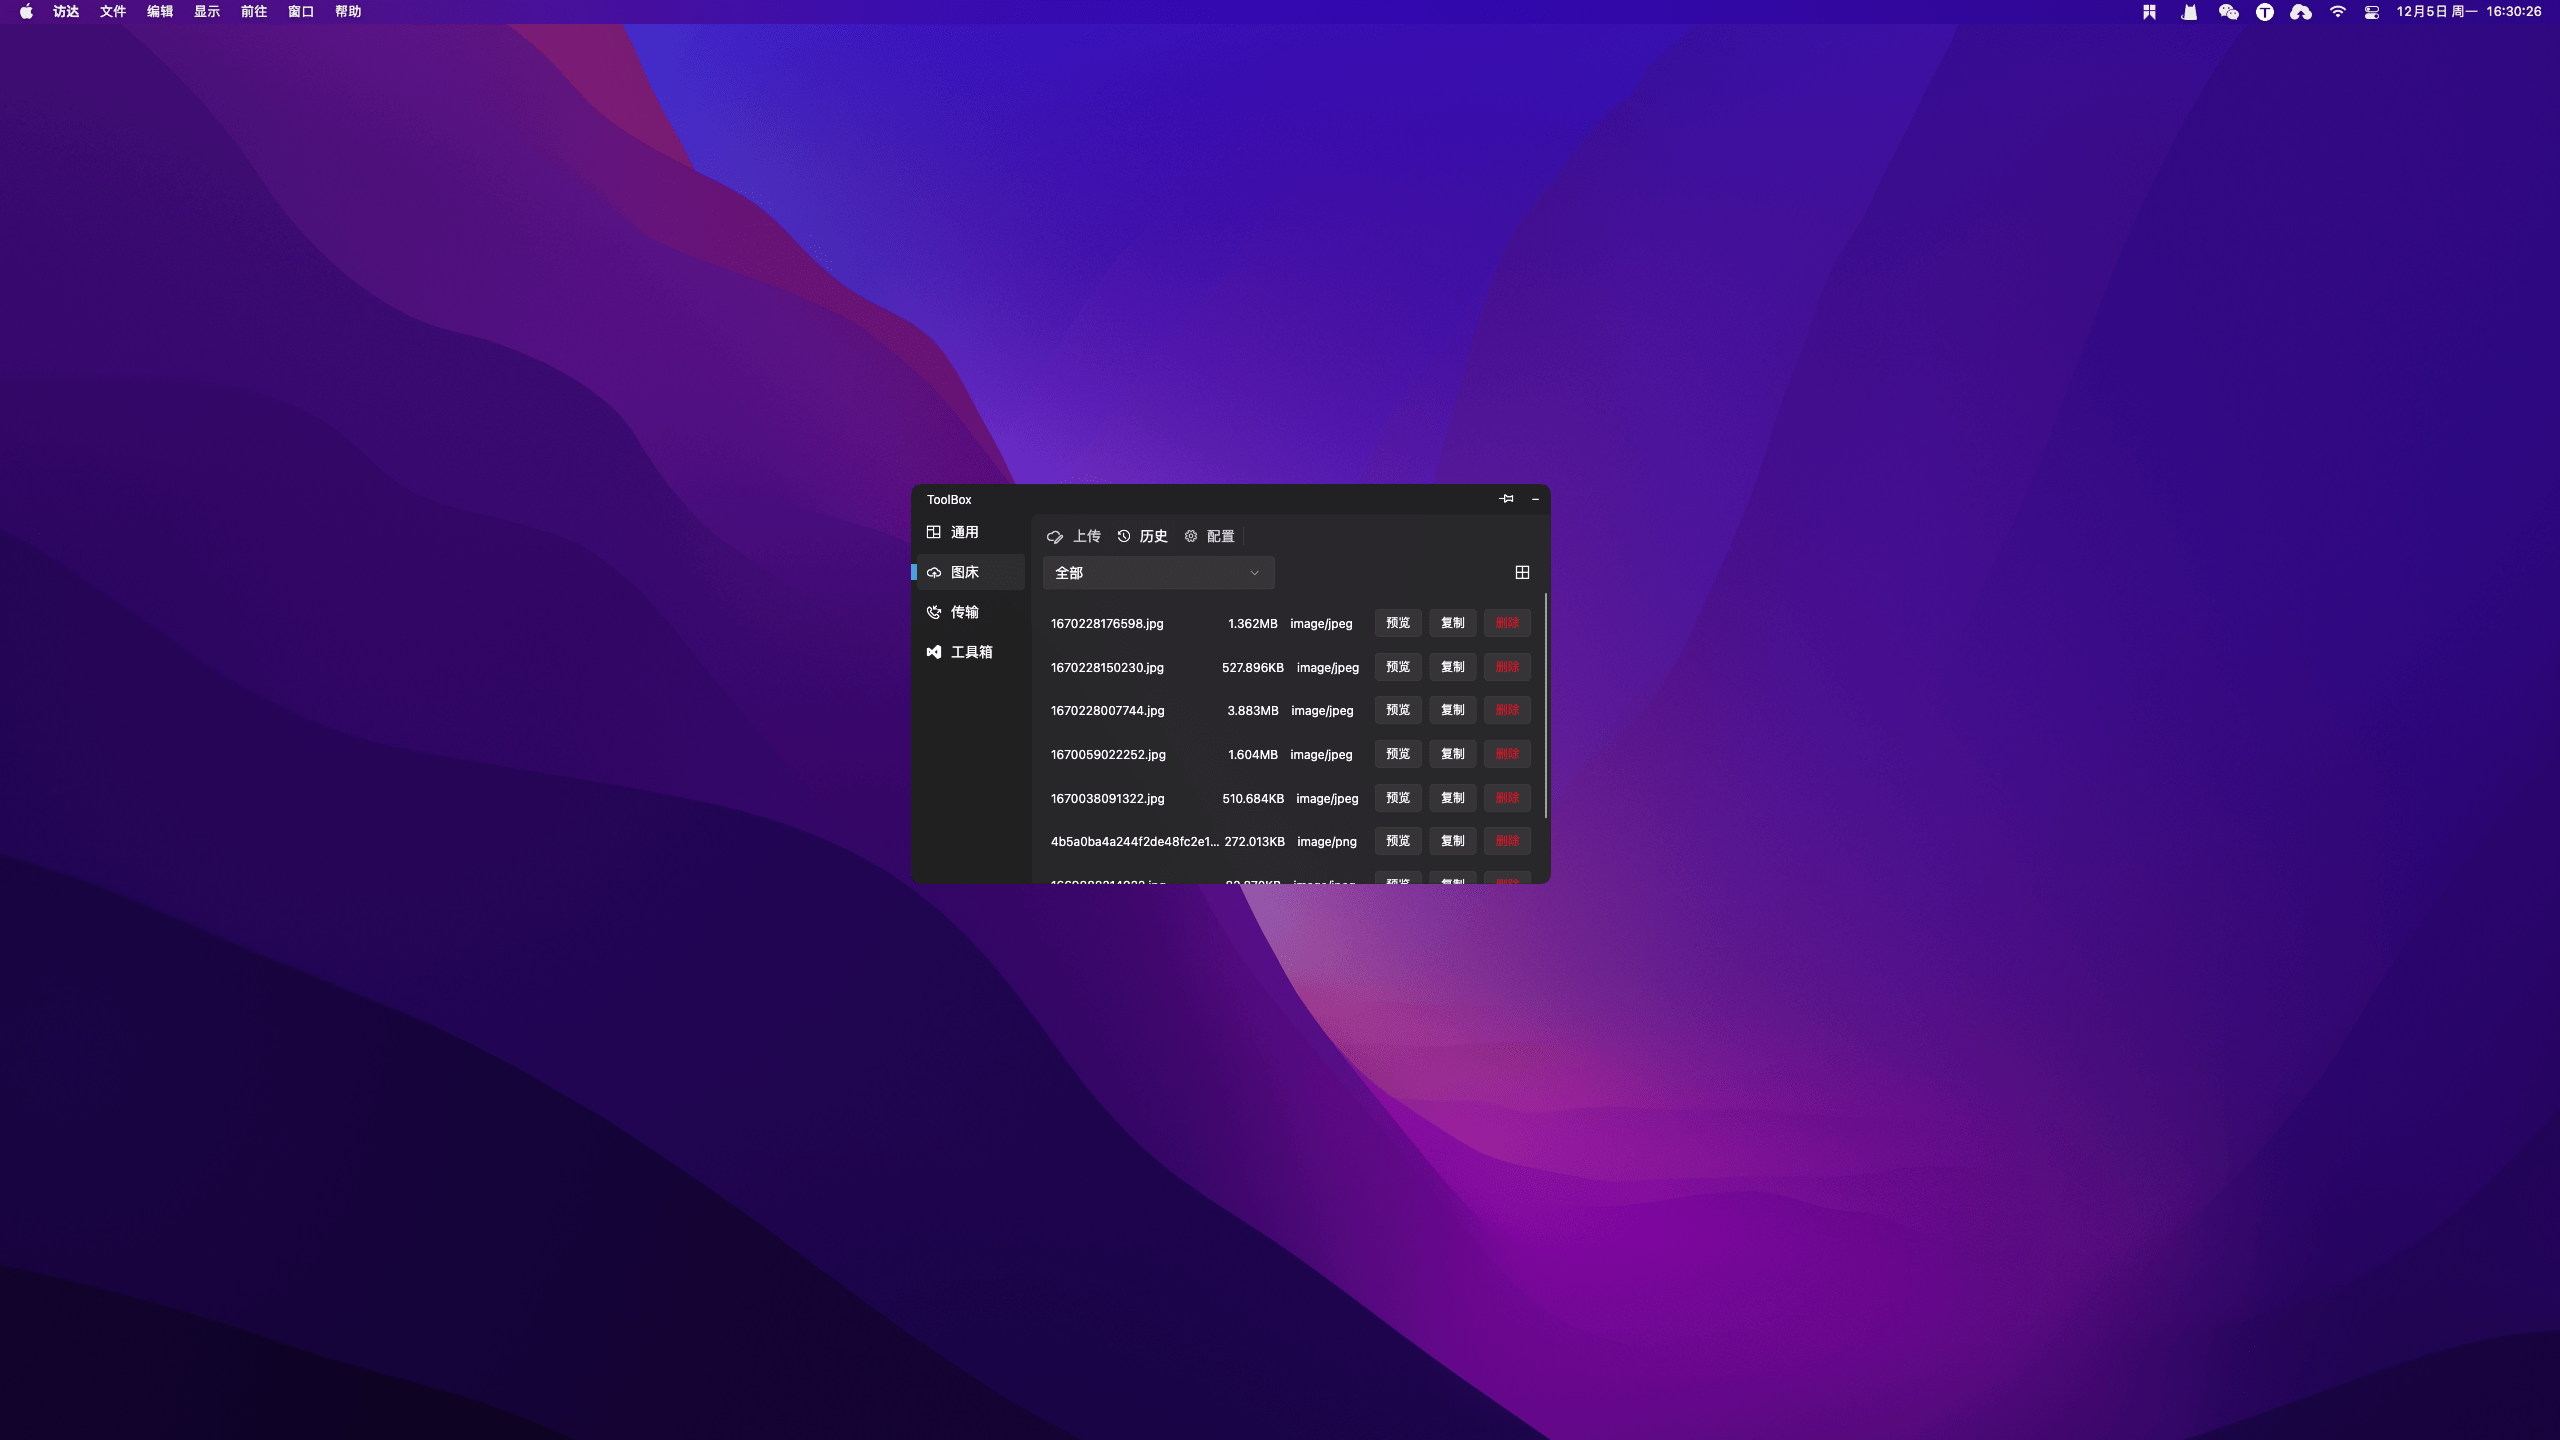 访达 文件 编辑 显示 前往 窗口 帮助 12月5日 周一 16:30:26
ToolBox
通用
图床
传输
工具箱
上传 历史 配置
全部
1670228176598.jpg 1.362MB image/jpeg 预览 复制 删除
1670228150230.jpg 527.896KB image/jpeg 预览 复制 删除
1670228007744.jpg 3.883MB image/jpeg 预览 复制 删除
1670059022252.jpg 1.604MB image/jpeg 预览 复制 删除
1670038091322.jpg 510.684KB image/jpeg 预览 复制 删除
4b5a0ba4a244f2de48fc2e1... 272.013KB image/png 预览 复制 删除
预览 复制 删除